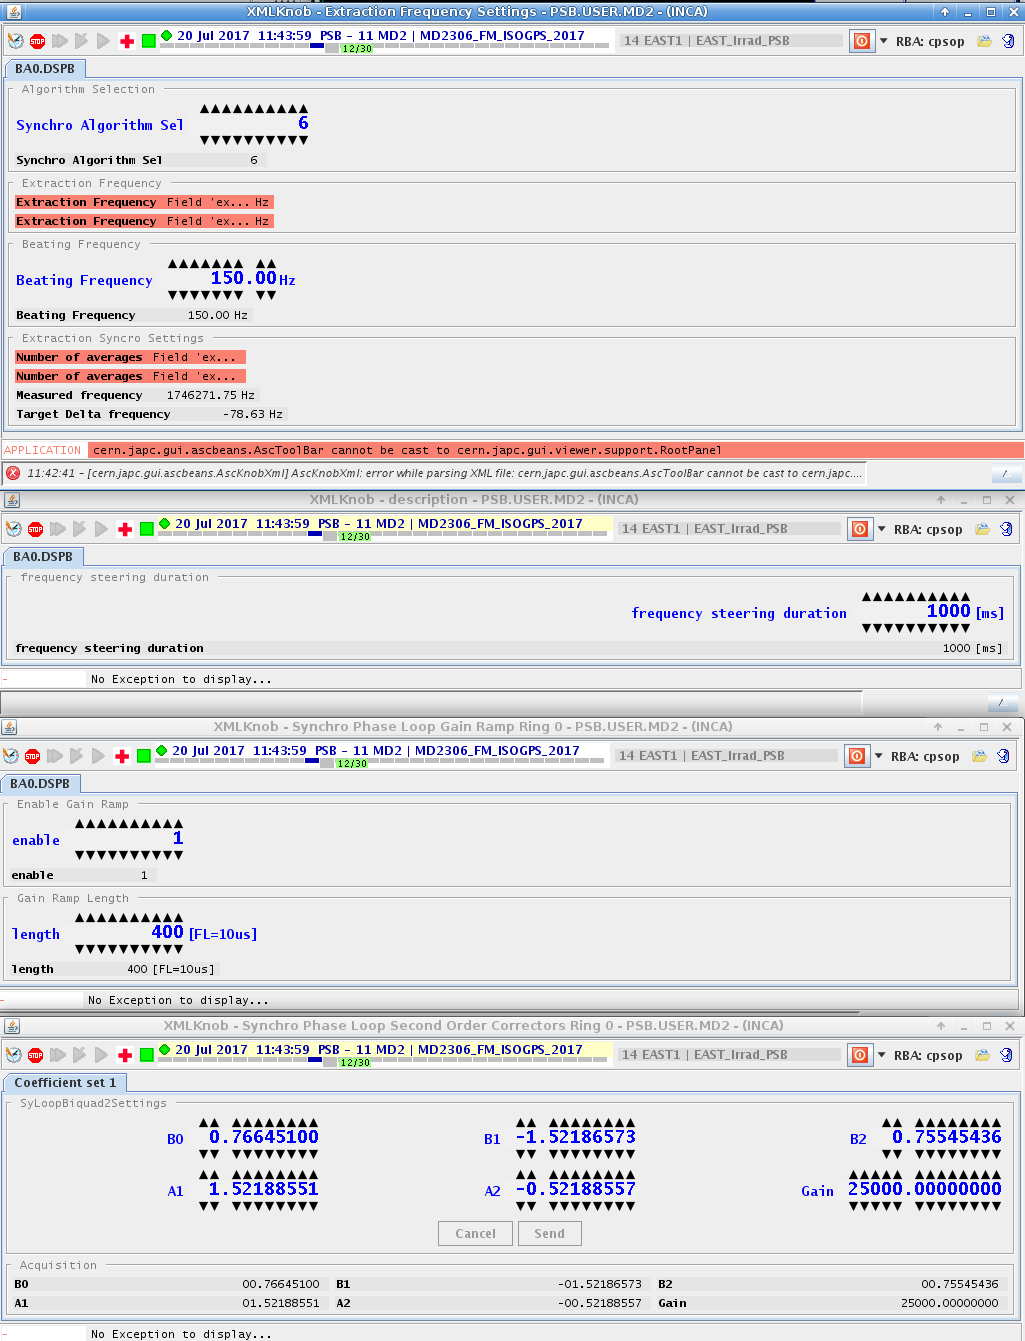 XMLKnob - Extraction Frequency Settings - PSB.USER.MD2 - (INCA)
STOP 20 Jul 2017 11:43:59 PSB - 11 MD2 | MD2306_FM_ISOGPS_2017 12/30 14 EAST1 | EAST_Irrad_PSB RBA: cpsop
BA0.DSPB
Algorithm Selection
Synchro Algorithm Sel 6
Synchro Algorithm Sel 6
Extraction Frequency
Extraction Frequency Field 'ex... Hz
Extraction Frequency Field 'ex... Hz
Beating Frequency
Beating Frequency 150.00 Hz
Beating Frequency 150.00 Hz
Extraction Syncro Settings
Number of averages Field 'ex...
Number of averages Field 'ex...
Measured frequency 1746271.75 Hz
Target Delta frequency -78.63 Hz
APPLICATION cern.japc.gui.ascbeans.AscToolBar cannot be cast to cern.japc.gui.viewer.support.RootPanel
11:42:41 - [cern.japc.gui.ascbeans.AscKnobXml] AscKnobXml: error while parsing XML file: cern.japc.gui.ascbeans.AscToolBar cannot be cast to cern.japc....
XMLKnob - description - PSB.USER.MD2 - (INCA)
STOP 20 Jul 2017 11:43:59 PSB - 11 MD2 | MD2306_FM_ISOGPS_2017 12/30 14 EAST1 | EAST_Irrad_PSB RBA: cpsop
BA0.DSPB
frequency steering duration
frequency steering duration 1000 [ms]
frequency steering duration 1000 [ms]
- No Exception to display...
XMLKnob - Synchro Phase Loop Gain Ramp Ring 0 - PSB.USER.MD2 - (INCA)
STOP 20 Jul 2017 11:43:59 PSB - 11 MD2 | MD2306_FM_ISOGPS_2017 12/30 14 EAST1 | EAST_Irrad_PSB RBA: cpsop
BA0.DSPB
Enable Gain Ramp
enable 1
enable 1
Gain Ramp Length
length 400 [FL=10us]
length 400 [FL=10us]
- No Exception to display...
XMLKnob - Synchro Phase Loop Second Order Correctors Ring 0 - PSB.USER.MD2 - (INCA)
STOP 20 Jul 2017 11:43:59 PSB - 11 MD2 | MD2306_FM_ISOGPS_2017 12/30 14 EAST1 | EAST_Irrad_PSB RBA: cpsop
Coefficient set 1
SyLoopBiquad2Settings
B0 0.76645100 B1 -1.52186573 B2 0.75545436
A1 1.52188551 A2 -0.52188557 Gain 25000.00000000
Cancel Send
Acquisition
B0 00.76645100 B1 -01.52186573 B2 00.75545436
A1 01.52188551 A2 -00.52188557 Gain 25000.00000000
- No Exception to display...